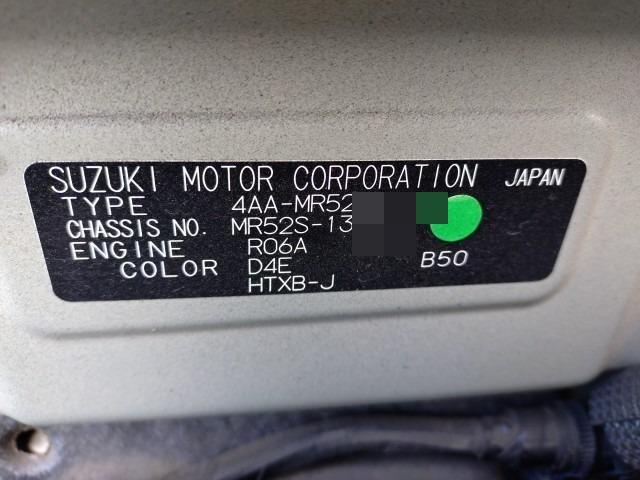 SUZUKI MOTOR CORPORATION JAPAN
TYPE 4AA-MR52
CHASSIS NO. MR52S-13
ENGINE R06A
COLOR D4E B50
HTXB-J